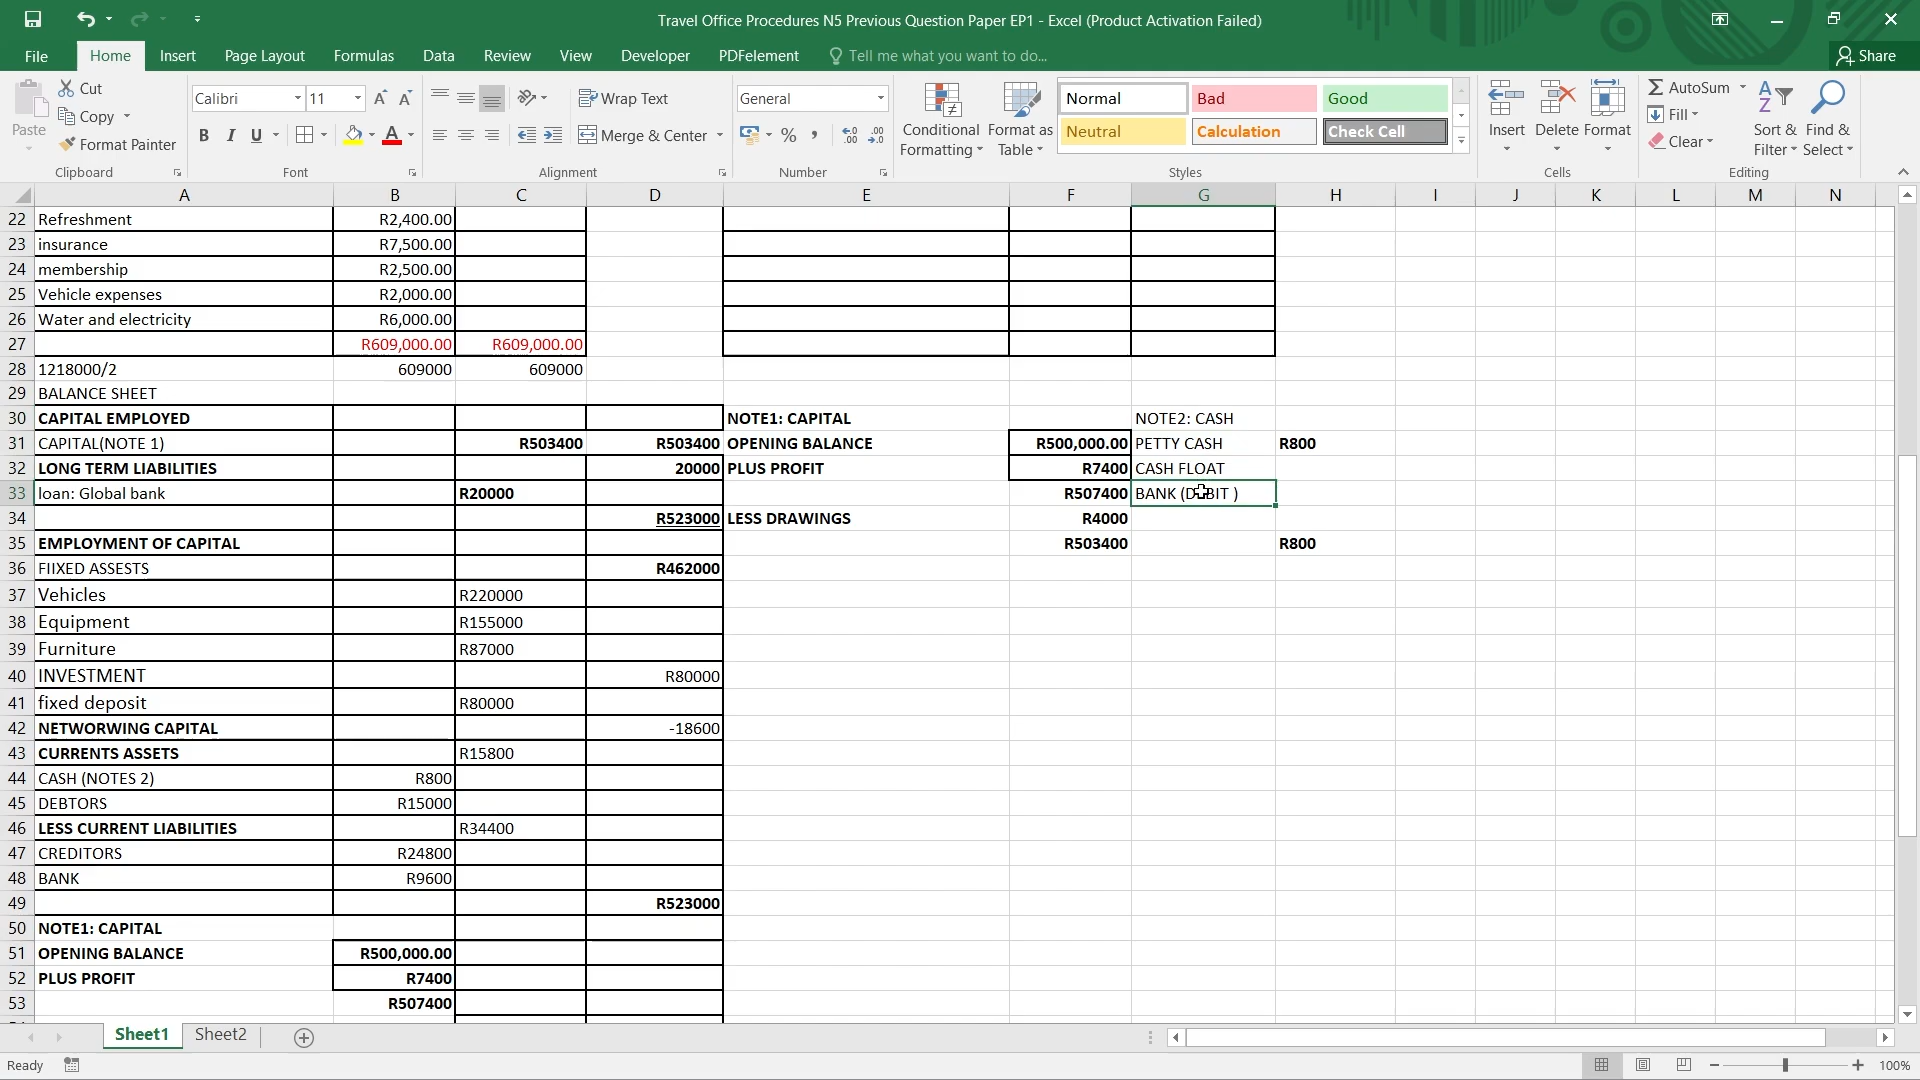 Travel Office Procedures N5 Previous Question Paper EP1 - Excel (Product Activation Failed)
File Home Insert Page Layout Formulas Data Review View Developer PDFelement Tell me what you want to do... Share
Paste Cut Copy Format Painter Clipboard
Calibri 11 A A B I U A Font
Wrap Text Merge & Center Alignment
General % , Number
Conditional Formatting Format as Table
Normal Bad Good
Neutral Calculation Check Cell
Styles
Insert Delete Format Cells
AutoSum Fill Clear Sort & Filter Find & Select Editing
A B C D E F G H I J K L M N
22 Refreshment R2,400.00
23 insurance R7,500.00
24 membership R2,500.00
25 Vehicle expenses R2,000.00
26 Water and electricity R6,000.00
27 R609,000.00 R609,000.00
28 1218000/2 609000 609000
29 BALANCE SHEET
30 CAPITAL EMPLOYED NOTE1: CAPITAL NOTE2: CASH
31 CAPITAL(NOTE 1) R503400 R503400 OPENING BALANCE R500,000.00 PETTY CASH R800
32 LONG TERM LIABILITIES 20000 PLUS PROFIT R7400 CASH FLOAT
33 loan: Global bank R20000 R507400 BANK (DEBIT )
34 R523000 LESS DRAWINGS R4000
35 EMPLOYMENT OF CAPITAL R503400 R800
36 FIIXED ASSESTS R462000
37 Vehicles R220000
38 Equipment R155000
39 Furniture R87000
40 INVESTMENT R80000
41 fixed deposit R80000
42 NETWORWING CAPITAL -18600
43 CURRENTS ASSETS R15800
44 CASH (NOTES 2) R800
45 DEBTORS R15000
46 LESS CURRENT LIABILITIES R34400
47 CREDITORS R24800
48 BANK R9600
49 R523000
50 NOTE1: CAPITAL
51 OPENING BALANCE R500,000.00
52 PLUS PROFIT R7400
53 R507400
Sheet1 Sheet2
Ready 100%